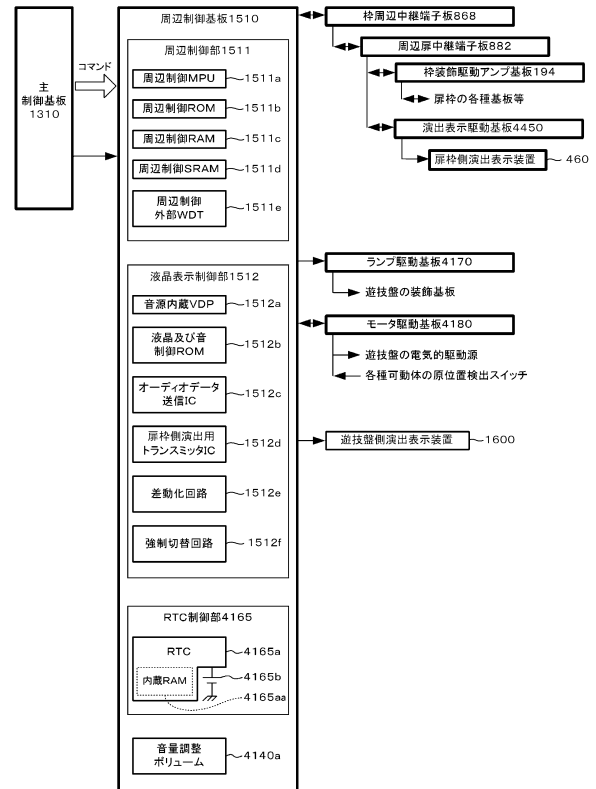 主
制御基板
1310
コマンド
周辺制御基板1510
周辺制御部1511
周辺制御MPU
1511a
周辺制御ROM
1511b
周辺制御RAM
1511c
周辺制御SRAM
1511d
周辺制御
外部WDT
1511e
液晶表示制御部1512
音源内蔵VDP
1512a
液晶及び音
制御ROM
1512b
オーディオデータ
送信IC
1512c
扉枠側演出用
トランスミッタIC
1512d
差動化回路
1512e
強制切替回路
1512f
RTC制御部4165
RTC
4165a
内蔵RAM
4165b
4165aa
音量調整
ボリューム
4140a
枠周辺中継端子板868
周辺扉中継端子板882
枠装飾駆動アンプ基板194
扉枠の各種基板等
演出表示駆動基板4450
扉枠側演出表示装置
460
ランプ駆動基板4170
遊技盤の装飾基板
モータ駆動基板4180
遊技盤の電気的駆動源
各種可動体の原位置検出スイッチ
遊技盤側演出表示装置
1600